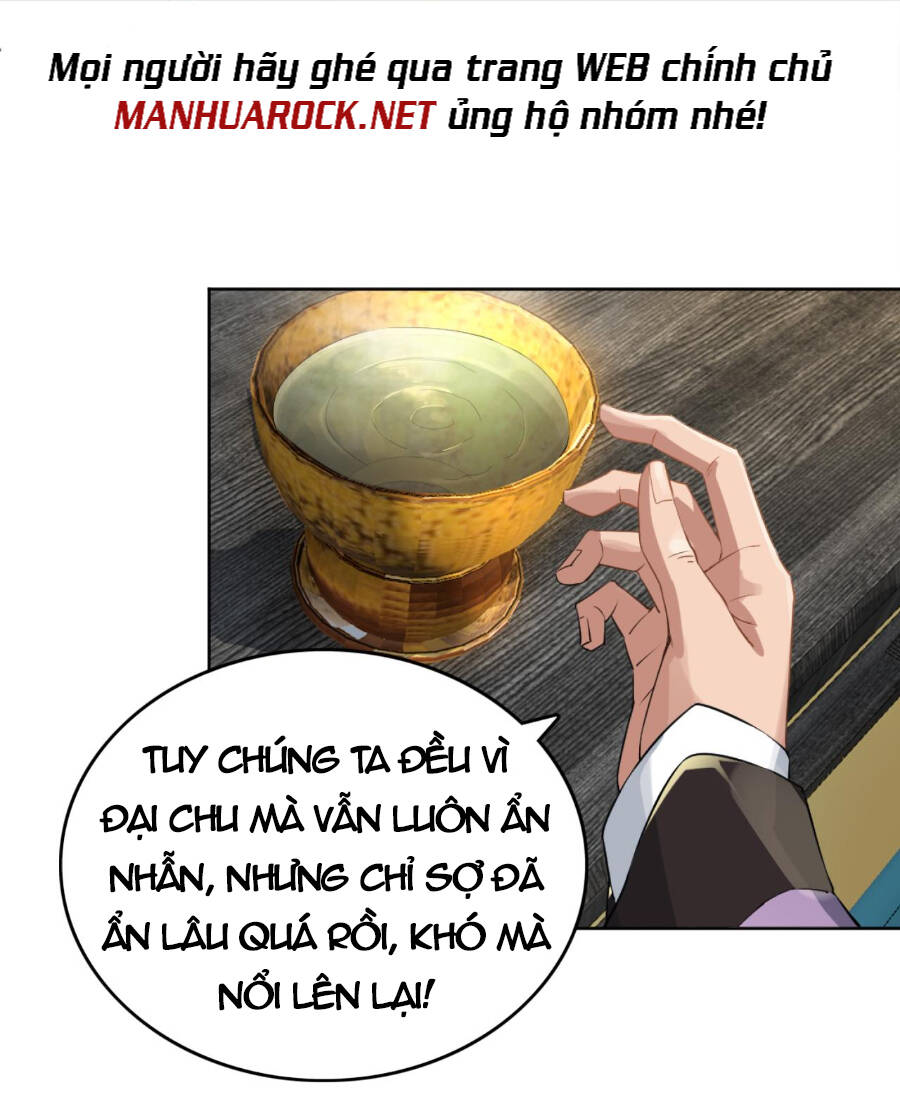 Mọi người hãy ghé qua trang WEB chính chủ
MANHUAROCK.NET ủng hộ nhóm nhé!
TUY CHÚNG TA ĐỀU VÌ
ĐẠI CHU MÀ VẪN LUÔN ẨN
NHẪN, NHƯNG CHỈ SỢ ĐÃ
ẨN LÂU QUÁ RỒI, KHÓ MÀ
NỔI LÊN LẠI!